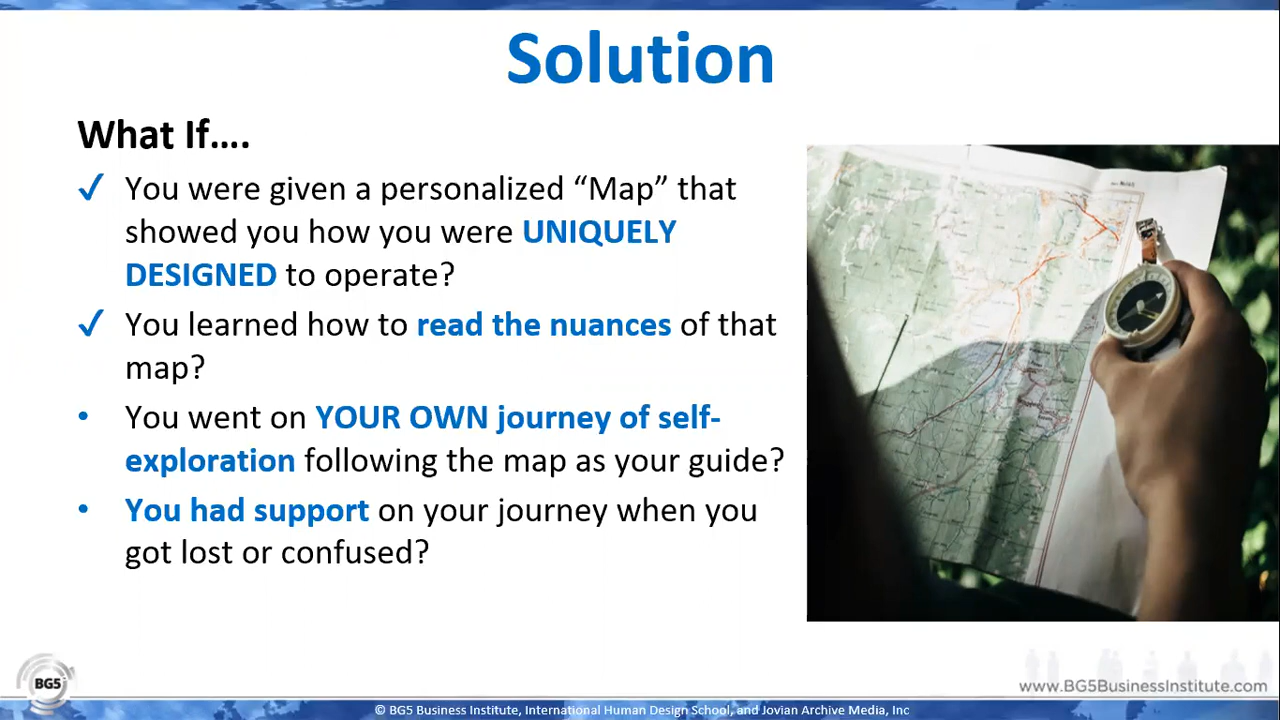 Solution
What If....
✓ You were given a personalized “Map” that
showed you how you were UNIQUELY
DESIGNED to operate?
✓ You learned how to read the nuances of that
map?
• You went on YOUR OWN journey of self-
exploration following the map as your guide?
• You had support on your journey when you
got lost or confused?
BG5
www.BG5BusinessInstitute.com
© BG5 Business Institute, International Human Design School, and Jovian Archive Media, Inc